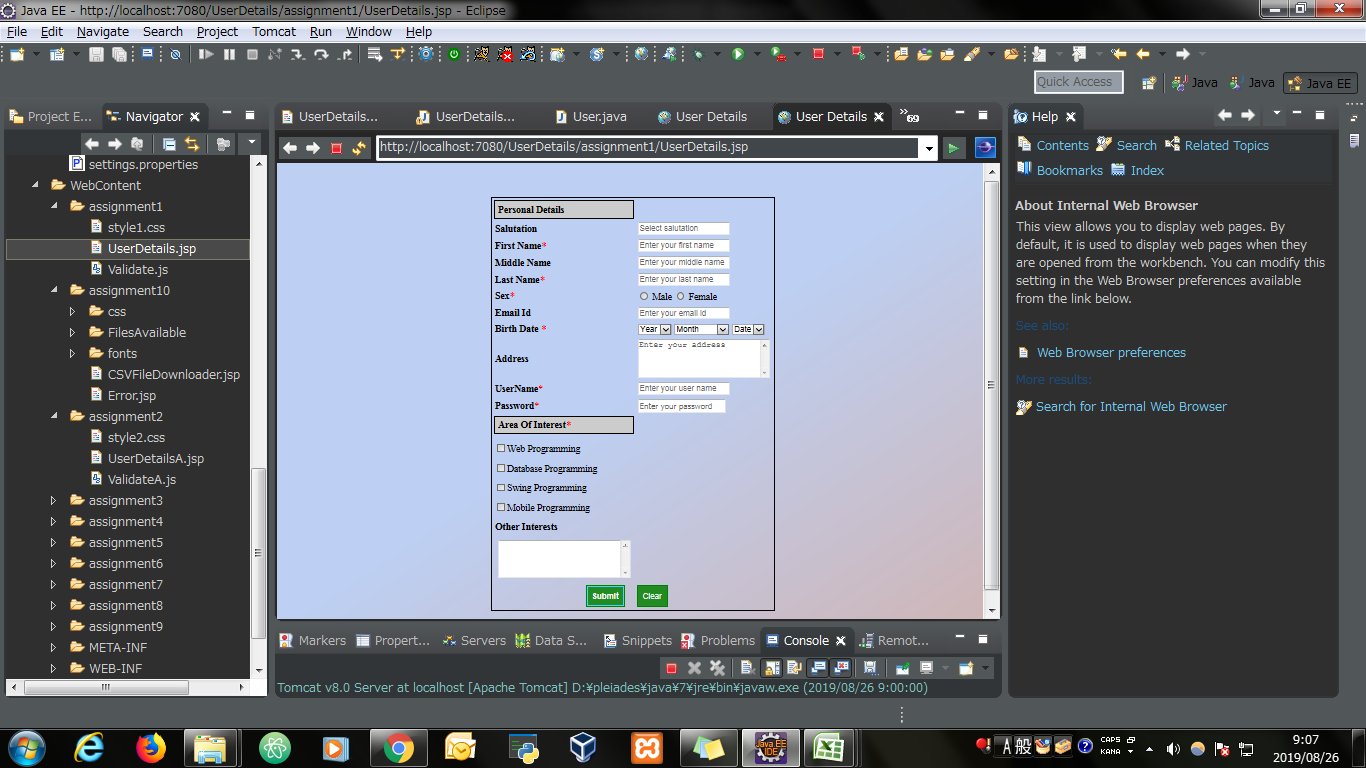 Java EE - http://localhost:7080/UserDetails/assignment1/UserDetails.jsp - Eclipse
File Edit Navigate Search Project Tomcat Run Window Help
Quick Access
Java Java Java EE
Project E... Navigator
settings.properties
WebContent
assignment1
style1.css
UserDetails.jsp
Validate.js
assignment10
css
FilesAvailable
fonts
CSVFileDownloader.jsp
Error.jsp
assignment2
style2.css
UserDetailsA.jsp
ValidateA.js
assignment3
assignment4
assignment5
assignment6
assignment7
assignment8
assignment9
META-INF
WEB-INF
UserDetails... UserDetails... User.java User Details User Details »69
http://localhost:7080/UserDetails/assignment1/UserDetails.jsp
Personal Details
Salutation Select salutation
First Name* Enter your first name
Middle Name Enter your middle name
Last Name* Enter your last name
Sex* Male Female
Email Id Enter your email id
Birth Date * Year Month Date
Address Enter your address
UserName* Enter your user name
Password* Enter your password
Area Of Interest*
Web Programming
Database Programming
Swing Programming
Mobile Programming
Other Interests
Submit Clear
Markers Propert... Servers Data S... Snippets Problems Console Remot...
Tomcat v8.0 Server at localhost [Apache Tomcat] D:¥pleiades¥java¥7¥jre¥bin¥javaw.exe (2019/08/26 9:00:00)
Help
Contents Search Related Topics
Bookmarks Index
About Internal Web Browser
This view allows you to display web pages. By
default, it is used to display web pages when they
are opened from the workbench. You can modify this
setting in the Web Browser preferences available
from the link below.
See also:
Web Browser preferences
More results:
Search for Internal Web Browser
Java EE
IDE
A 般
CAPS
KANA
9:07
2019/08/26